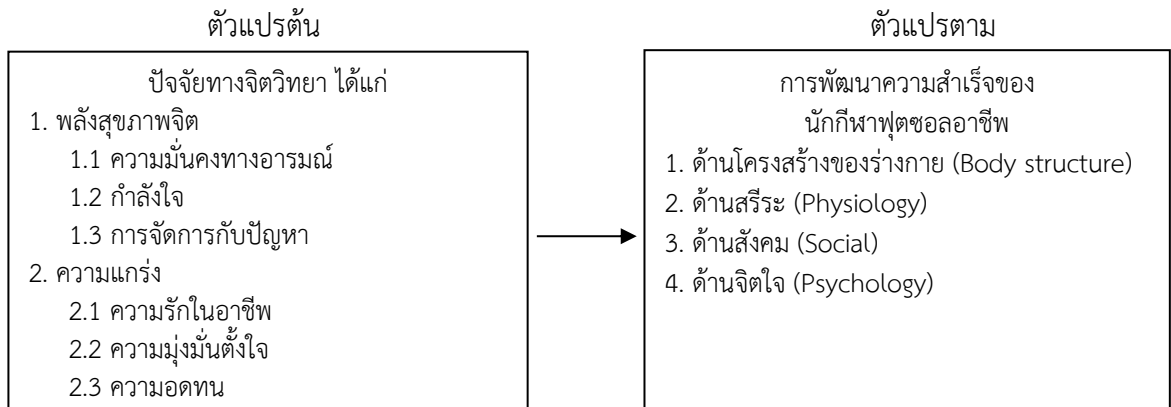 ตัวแปรต้น
ปัจจัยทางจิตวิทยา ได้แก่
1. พลังสุขภาพจิต
1.1 ความมั่นคงทางอารมณ์
1.2 กำลังใจ
1.3 การจัดการกับปัญหา
2. ความแกร่ง
2.1 ความรักในอาชีพ
2.2 ความมุ่งมั่นตั้งใจ
2.3 ความอดทน
ตัวแปรตาม
การพัฒนาความสำเร็จของ
นักกีฬาฟุตซอลอาชีพ
1. ด้านโครงสร้างของร่างกาย (Body structure)
2. ด้านสรีระ (Physiology)
3. ด้านสังคม (Social)
4. ด้านจิตใจ (Psychology)